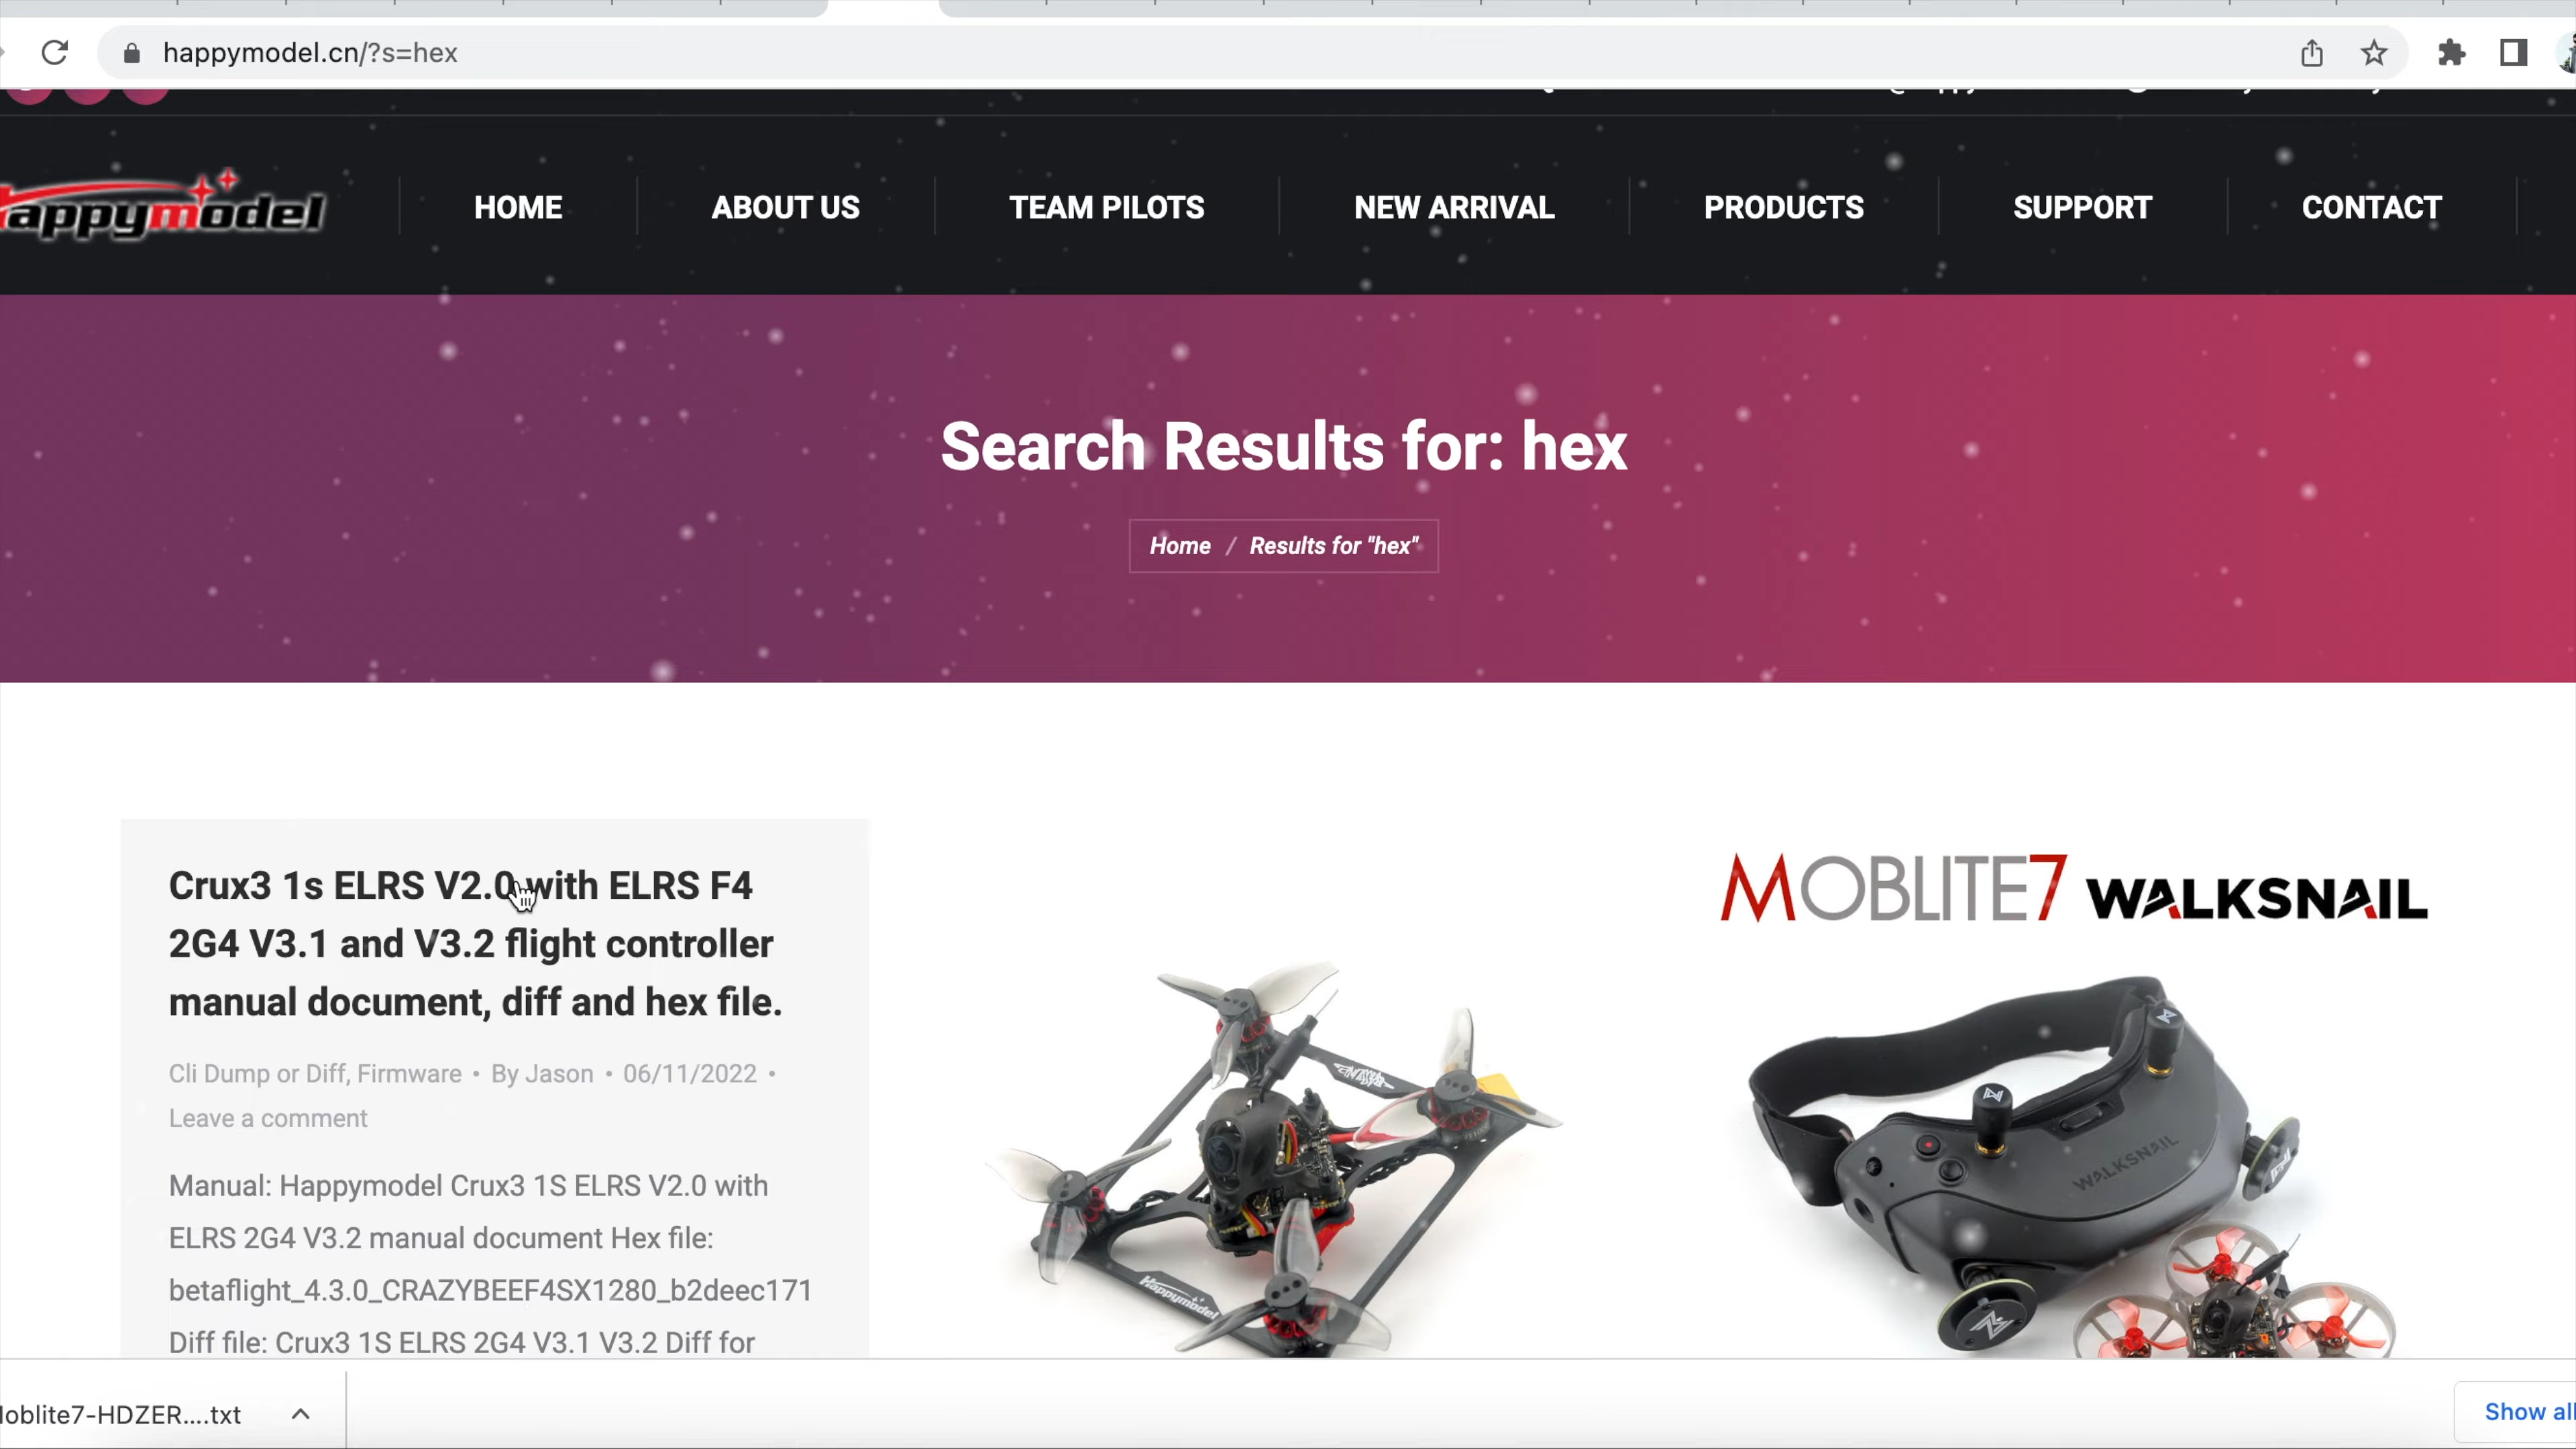 happymodel.cn/?s=hex
appymodel
HOME
ABOUT US
TEAM PILOTS
NEW ARRIVAL
PRODUCTS
SUPPORT
CONTACT
Search Results for: hex
Home / Results for "hex"
Crux3 1s ELRS V2.0 with ELRS F4
2G4 V3.1 and V3.2 flight controller
manual document, diff and hex file.
Cli Dump or Diff, Firmware • By Jason • 06/11/2022 •
Leave a comment
Manual: Happymodel Crux3 1S ELRS V2.0 with
ELRS 2G4 V3.2 manual document Hex file:
betaflight_4.3.0_CRAZYBEEF4SX1280_b2deec171
Diff file: Crux3 1S ELRS 2G4 V3.1 V3.2 Diff for
Happymodel
MOBLITE7 WALKSNAIL
WALKSNAIL
loblite7-HDZER....txt
Show all